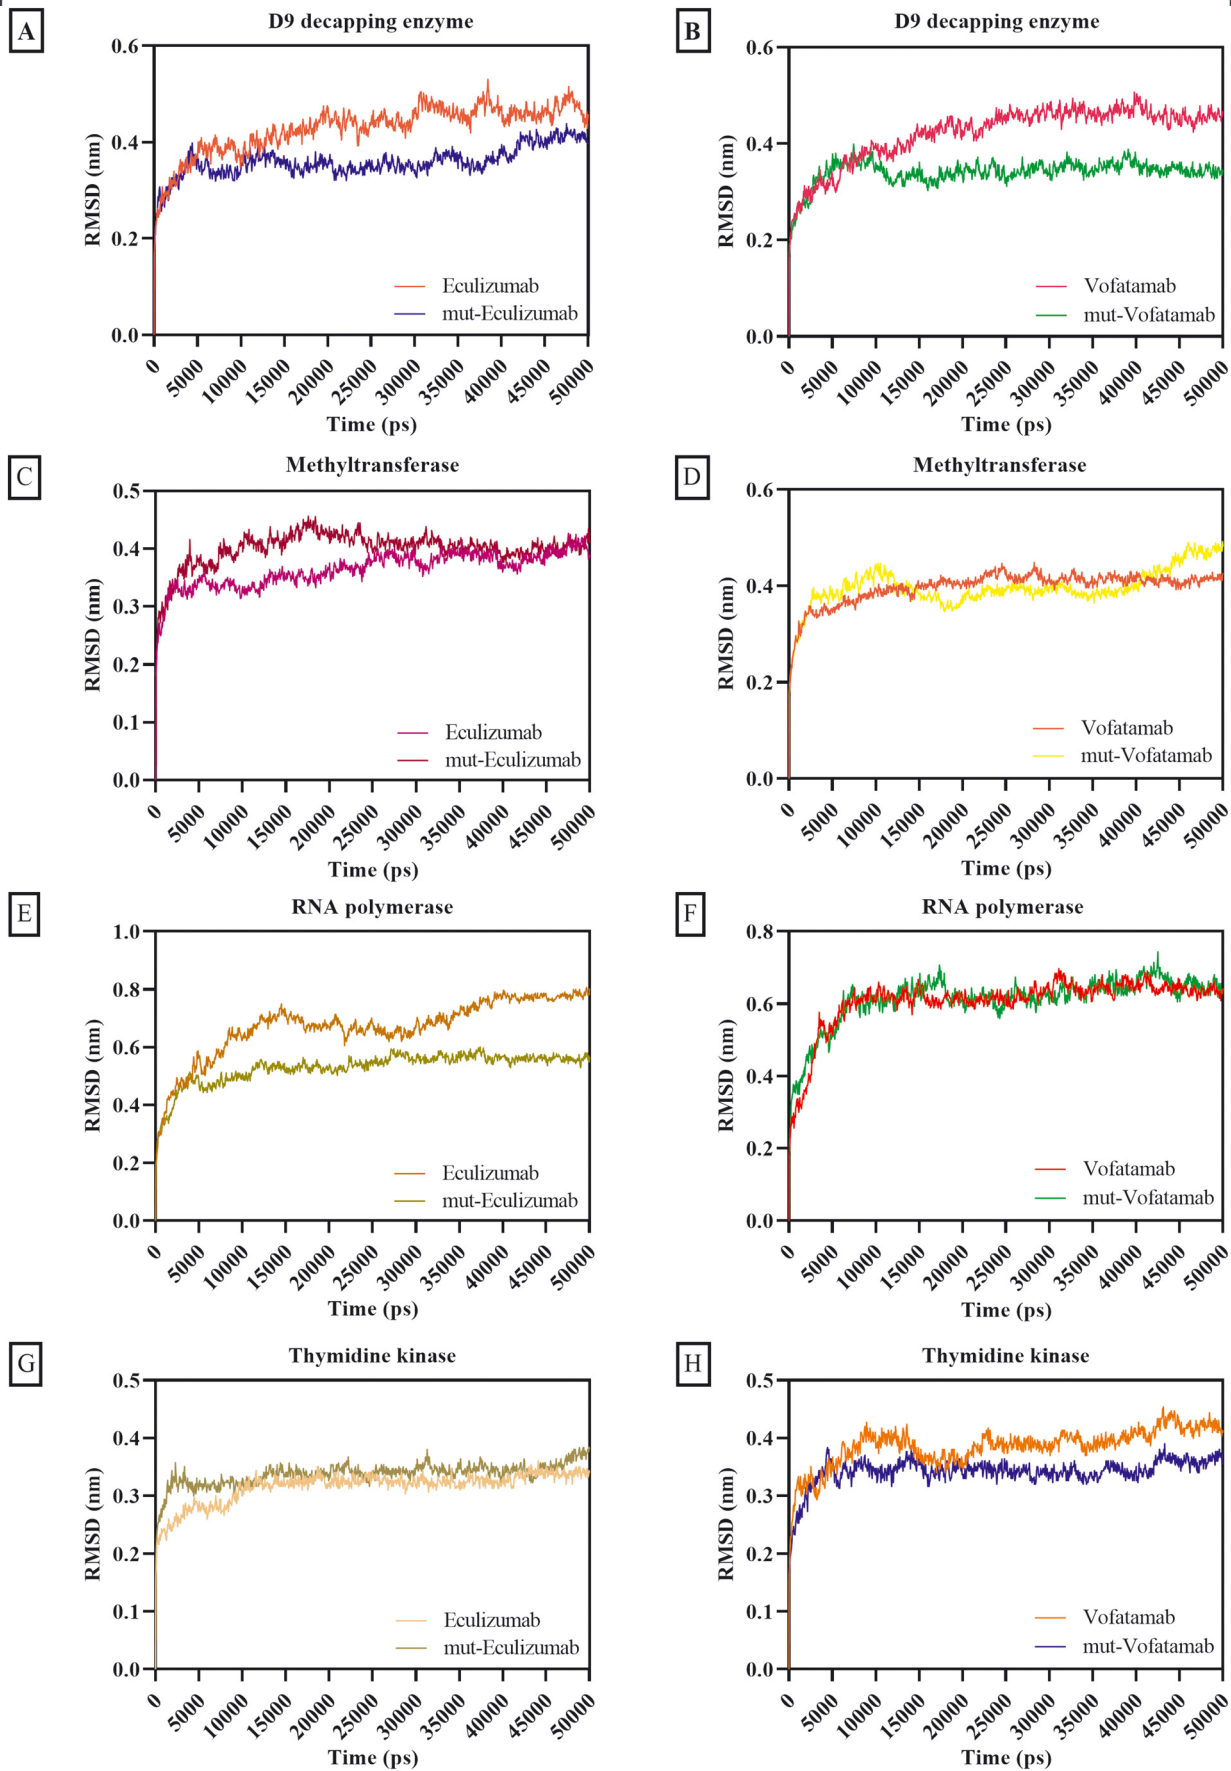 A
D9 decapping enzyme
0.6
0.4
0.2
0.0
RMSD (nm)
Eculizumab
mut-Eculizumab
0
5000
10000
15000
20000
25000
30000
35000
40000
45000
50000
Time (ps)
B
D9 decapping enzyme
0.6
0.4
0.2
0.0
RMSD (nm)
Vofatamab
mut-Vofatamab
0
5000
10000
15000
20000
25000
30000
35000
40000
45000
50000
Time (ps)
C
Methyltransferase
0.5
0.4
0.3
0.2
0.1
0.0
RMSD (nm)
Eculizumab
mut-Eculizumab
0
5000
10000
15000
20000
25000
30000
35000
40000
45000
50000
Time (ps)
D
Methyltransferase
0.6
0.4
0.2
0.0
RMSD (nm)
Vofatamab
mut-Vofatamab
0
5000
10000
15000
20000
25000
30000
35000
40000
45000
50000
Time (ps)
E
RNA polymerase
1.0
0.8
0.6
0.4
0.2
0.0
RMSD (nm)
Eculizumab
mut-Eculizumab
0
5000
10000
15000
20000
25000
30000
35000
40000
45000
50000
Time (ps)
F
RNA polymerase
0.8
0.6
0.4
0.2
0.0
RMSD (nm)
Vofatamab
mut-Vofatamab
0
5000
10000
15000
20000
25000
30000
35000
40000
45000
50000
Time (ps)
G
Thymidine kinase
0.5
0.4
0.3
0.2
0.1
0.0
RMSD (nm)
Eculizumab
mut-Eculizumab
0
5000
10000
15000
20000
25000
30000
35000
40000
45000
50000
Time (ps)
H
Thymidine kinase
0.5
0.4
0.3
0.2
0.1
0.0
RMSD (nm)
Vofatamab
mut-Vofatamab
0
5000
10000
15000
20000
25000
30000
35000
40000
45000
50000
Time (ps)